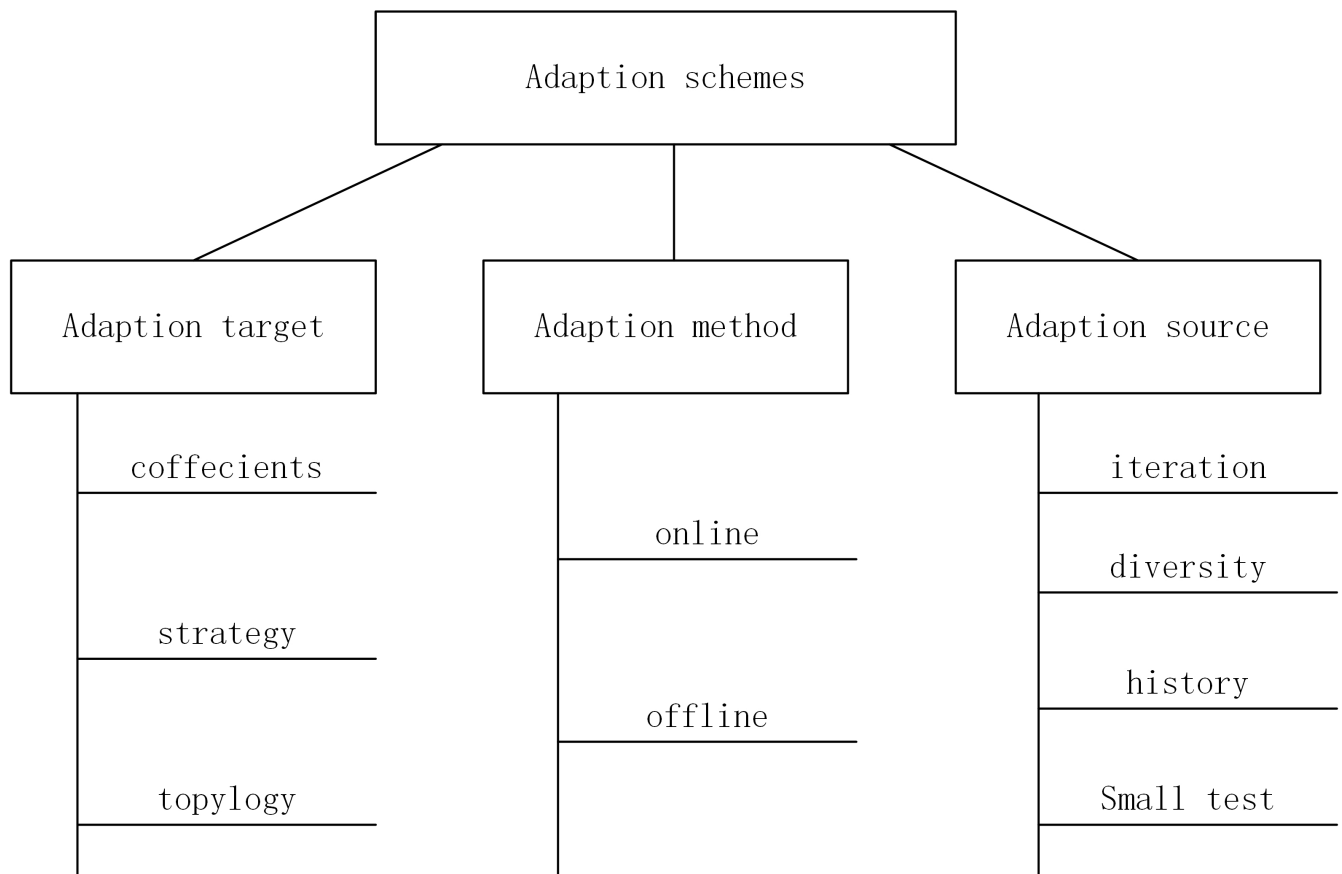 Adaption schemes
Adaption target
Adaption method
Adaption source
coffecients
strategy
topylogy
online
offline
iteration
diversity
history
Small test